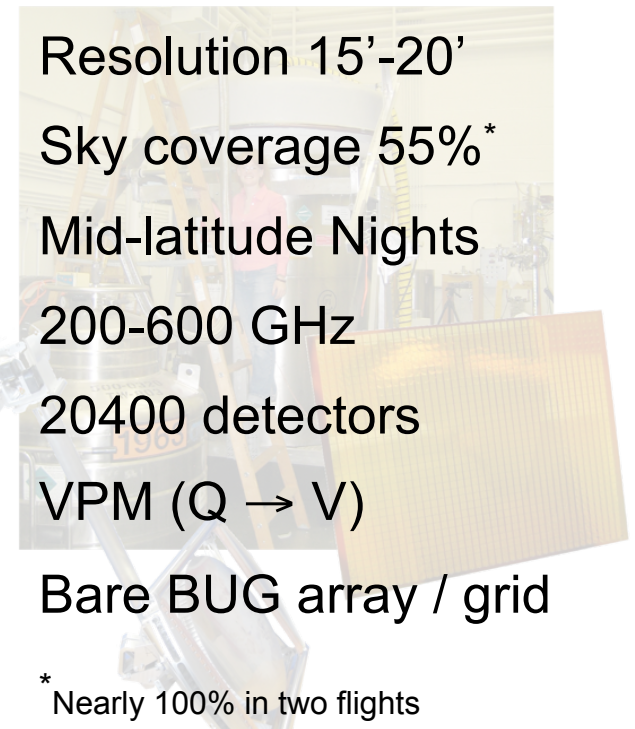 Resolution 15’-20’
Sky coverage 55%*
Mid-latitude Nights
200-600 GHz
20400 detectors
1963
VPM (Q → V)
Bare BUG array / grid
*Nearly 100% in two flights